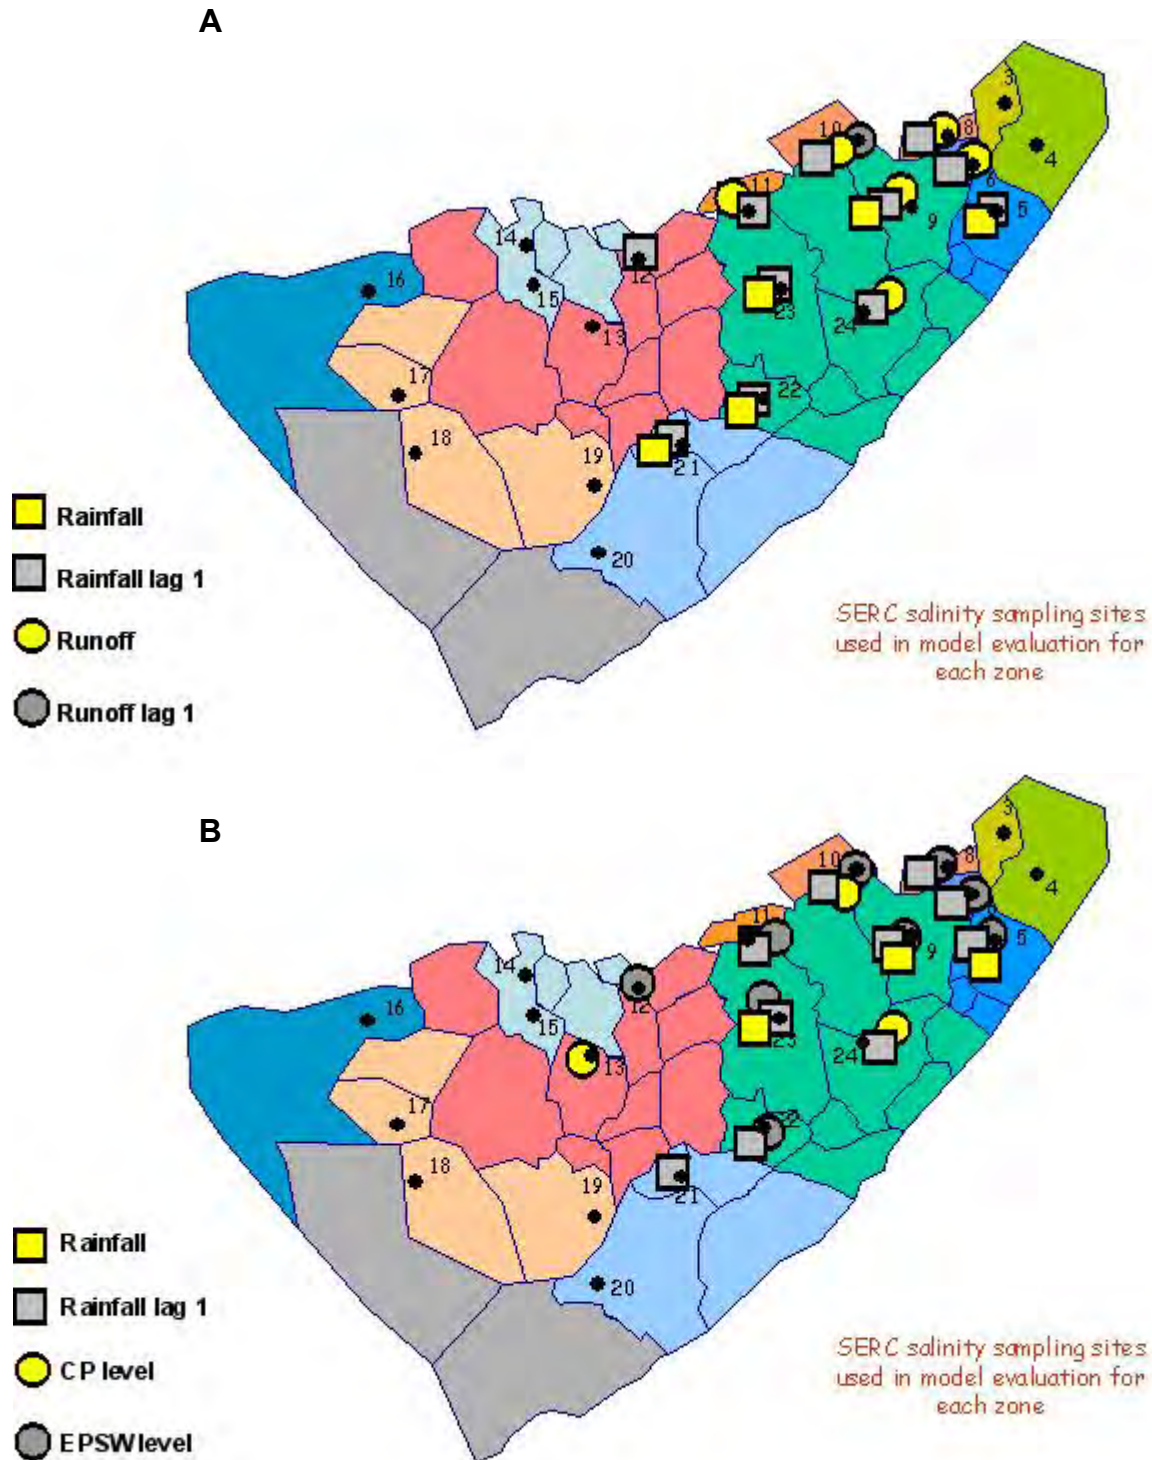 A
3
10
8
4
11
6
5
9
14
12
16
15
23
24
13
17
22
18
19
21
20
Rainfall
Rainfall lag 1
Runoff
Runoff lag 1
SERC salinity sampling sites
used in model evaluation for
each zone
B
3
10
8
4
11
5
9
14
12
16
15
23
24
13
17
22
18
19
21
20
Rainfall
Rainfall lag 1
CP level
EPSW level
SERC salinity sampling sites
used in model evaluation for
each zone